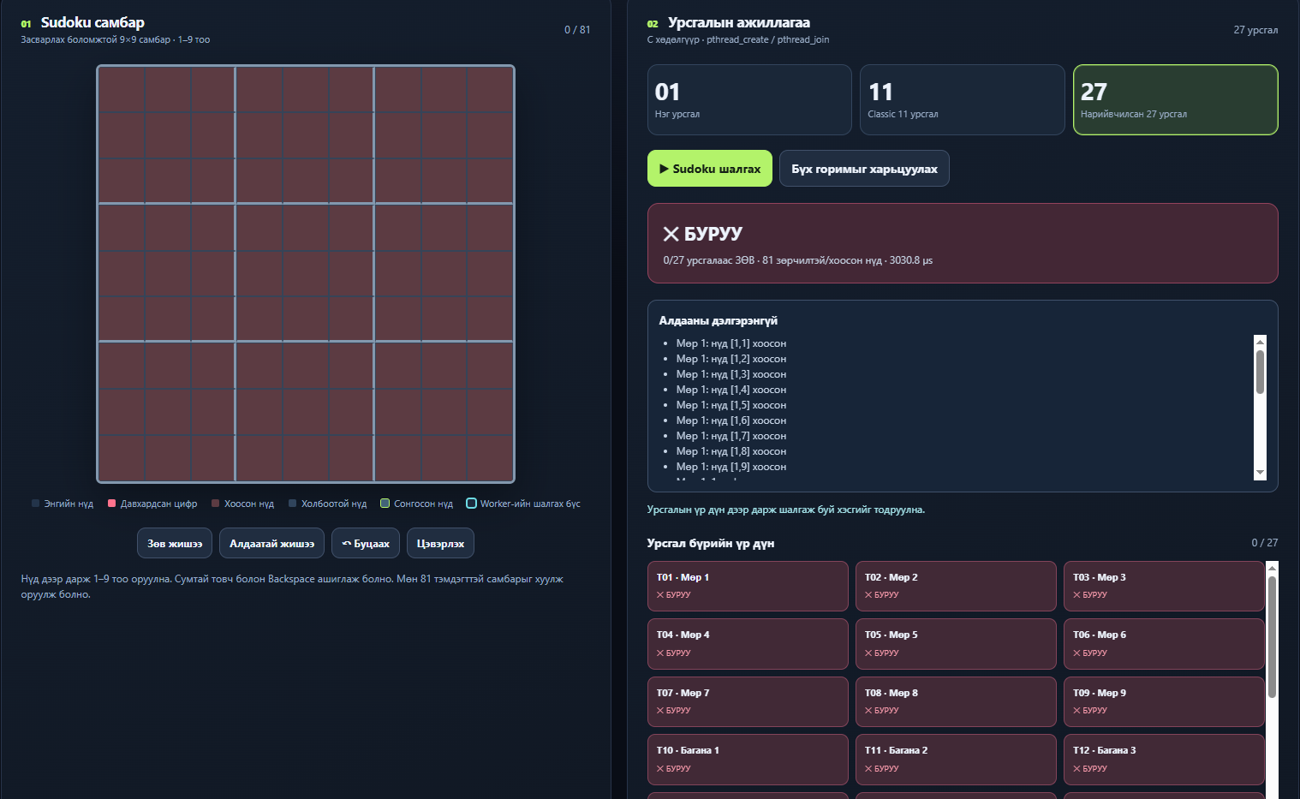 01 Sudoku самбар
Засварлах боломжтой 9×9 самбар · 1–9 тоо
0 / 81
Энгийн нүд
Давхардсан цифр
Хоосон нүд
Холбоотой нүд
Сонгосон нүд
Worker-ийн шалгах бүс
Зөв жишээ
Алдаатай жишээ
↶ Буцаах
Цэвэрлэх
Нүд дээр дарж 1–9 тоо оруулна. Сумтай товч болон Backspace ашиглаж болно. Мөн 81 тэмдэгттэй самбарыг хуулж
оруулж болно.
02 Урсгалын ажиллагаа
C хөдөлгүүр · pthread_create / pthread_join
27 урсгал
01
Нэг урсгал
11
Classic 11 урсгал
27
Нарийвчилсан 27 урсгал
▶ Sudoku шалгах
Бүх горимыг харьцуулах
✕ БУРУУ
0/27 урсгалаас ЗӨВ · 81 зөрчилтэй/хоосон нүд · 3030.8 µs
Алдааны дэлгэрэнгүй
• Мөр 1: нүд [1,1] хоосон
• Мөр 1: нүд [1,2] хоосон
• Мөр 1: нүд [1,3] хоосон
• Мөр 1: нүд [1,4] хоосон
• Мөр 1: нүд [1,5] хоосон
• Мөр 1: нүд [1,6] хоосон
• Мөр 1: нүд [1,7] хоосон
• Мөр 1: нүд [1,8] хоосон
• Мөр 1: нүд [1,9] хоосон
Урсгалын үр дүн дээр дарж шалгаж буй хэсгийг тодруулна.
Урсгал бүрийн үр дүн
0 / 27
T01 · Мөр 1
✕ БУРУУ
T02 · Мөр 2
✕ БУРУУ
T03 · Мөр 3
✕ БУРУУ
T04 · Мөр 4
✕ БУРУУ
T05 · Мөр 5
✕ БУРУУ
T06 · Мөр 6
✕ БУРУУ
T07 · Мөр 7
✕ БУРУУ
T08 · Мөр 8
✕ БУРУУ
T09 · Мөр 9
✕ БУРУУ
T10 · Багана 1
✕ БУРУУ
T11 · Багана 2
✕ БУРУУ
T12 · Багана 3
✕ БУРУУ